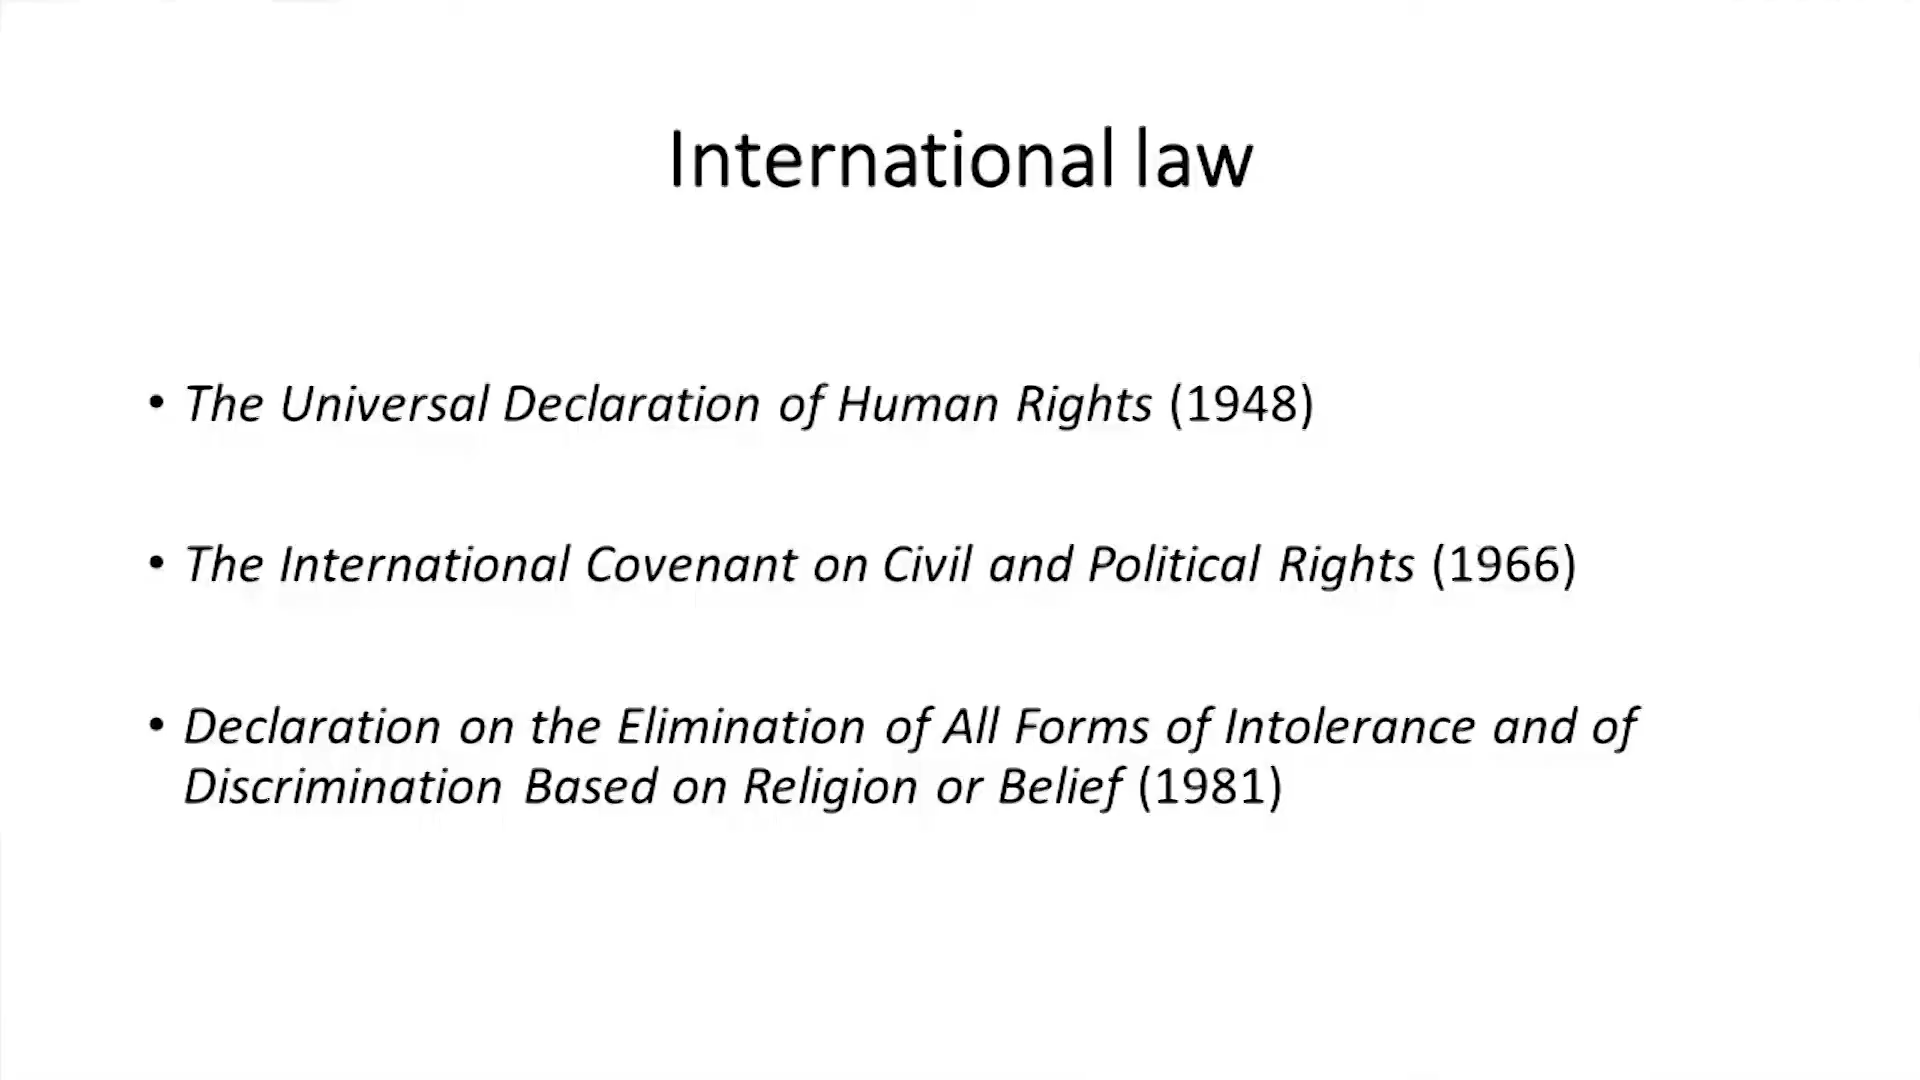 International law
• The Universal Declaration of Human Rights (1948)
• The International Covenant on Civil and Political Rights (1966)
• Declaration on the Elimination of All Forms of Intolerance and of
Discrimination Based on Religion or Belief (1981)